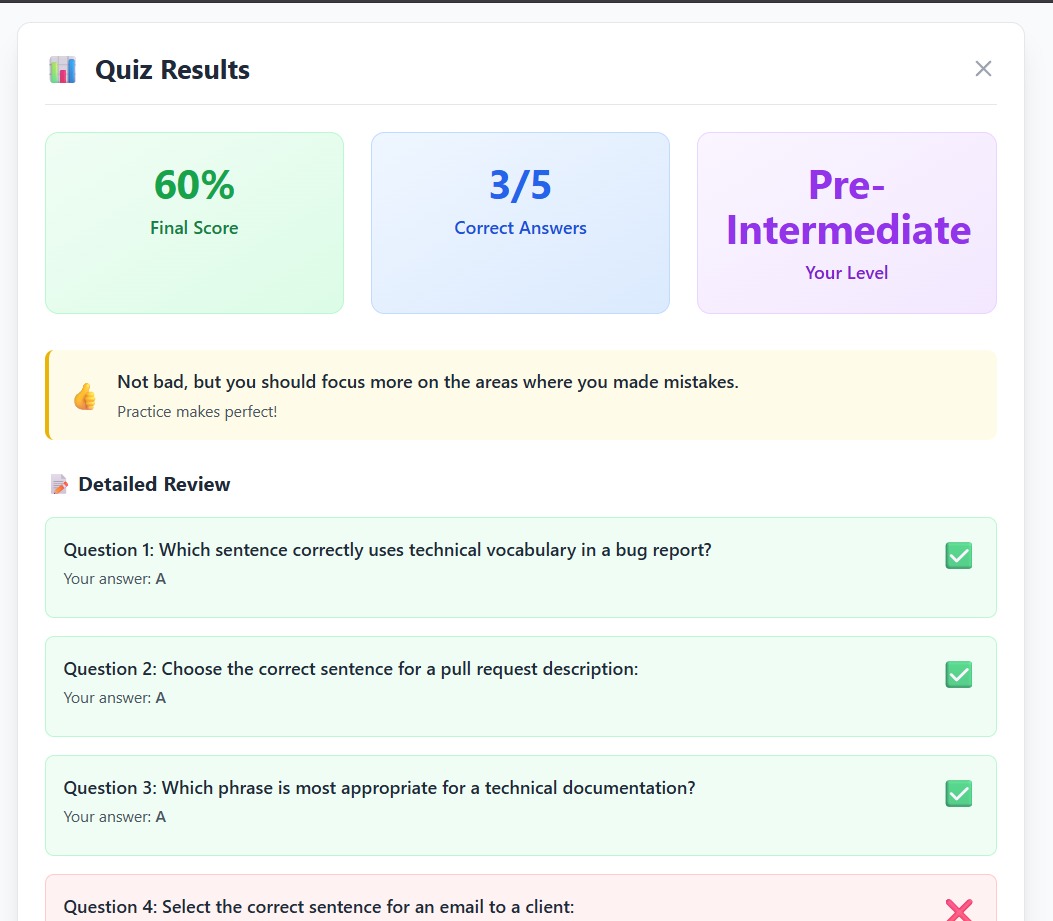 Quiz Results
60%
Final Score
3/5
Correct Answers
Pre-
Intermediate
Your Level
Not bad, but you should focus more on the areas where you made mistakes.
Practice makes perfect!
Detailed Review
Question 1: Which sentence correctly uses technical vocabulary in a bug report?
Your answer: A
Question 2: Choose the correct sentence for a pull request description:
Your answer: A
Question 3: Which phrase is most appropriate for a technical documentation?
Your answer: A
Question 4: Select the correct sentence for an email to a client: